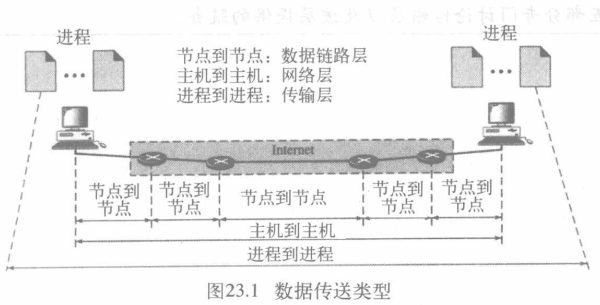 进程
进程
节点到节点：数据链路层
主机到主机：网络层
进程到进程：传输层
Internet
节点到
节点
节点到
节点
节点到节点
节点到
节点
节点到
节点
主机到主机
进程到进程
图23.1 数据传送类型